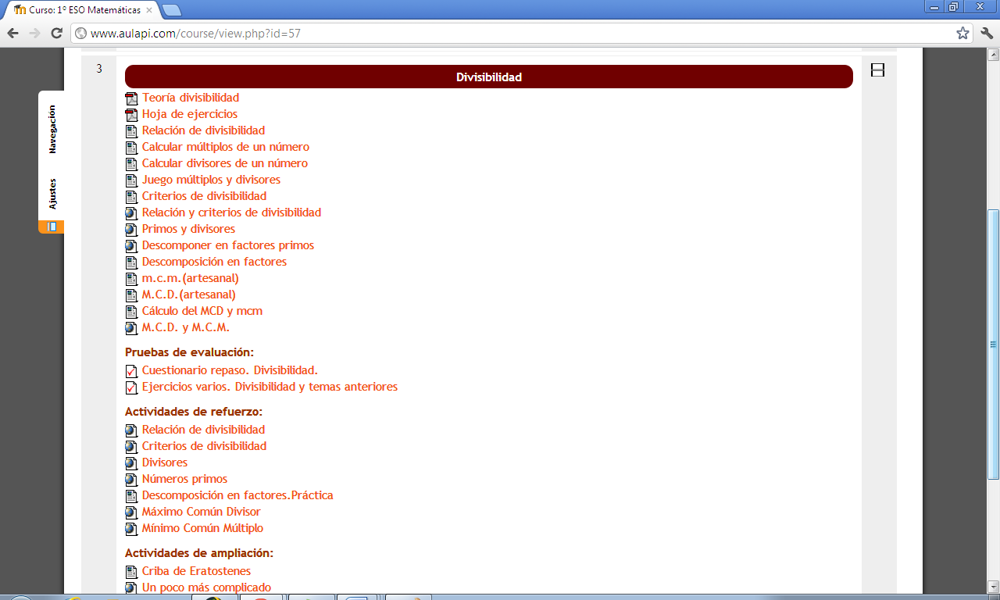 Curso: 1º ESO Matemáticas
www.aulapi.com/course/view.php?id=57
3
Divisibilidad
Navegación
Ajustes
Teoría divisibilidad
Hoja de ejercicios
Relación de divisibilidad
Calcular múltiplos de un número
Calcular divisores de un número
Juego múltiplos y divisores
Criterios de divisibilidad
Relación y criterios de divisibilidad
Primos y divisores
Descomponer en factores primos
Descomposición en factores
m.c.m.(artesanal)
M.C.D.(artesanal)
Cálculo del MCD y mcm
M.C.D. y M.C.M.
Pruebas de evaluación:
Cuestionario repaso. Divisibilidad.
Ejercicios varios. Divisibilidad y temas anteriores
Actividades de refuerzo:
Relación de divisibilidad
Criterios de divisibilidad
Divisores
Números primos
Descomposición en factores.Práctica
Máximo Común Divisor
Mínimo Común Múltiplo
Actividades de ampliación:
Criba de Eratostenes
Un poco más complicado